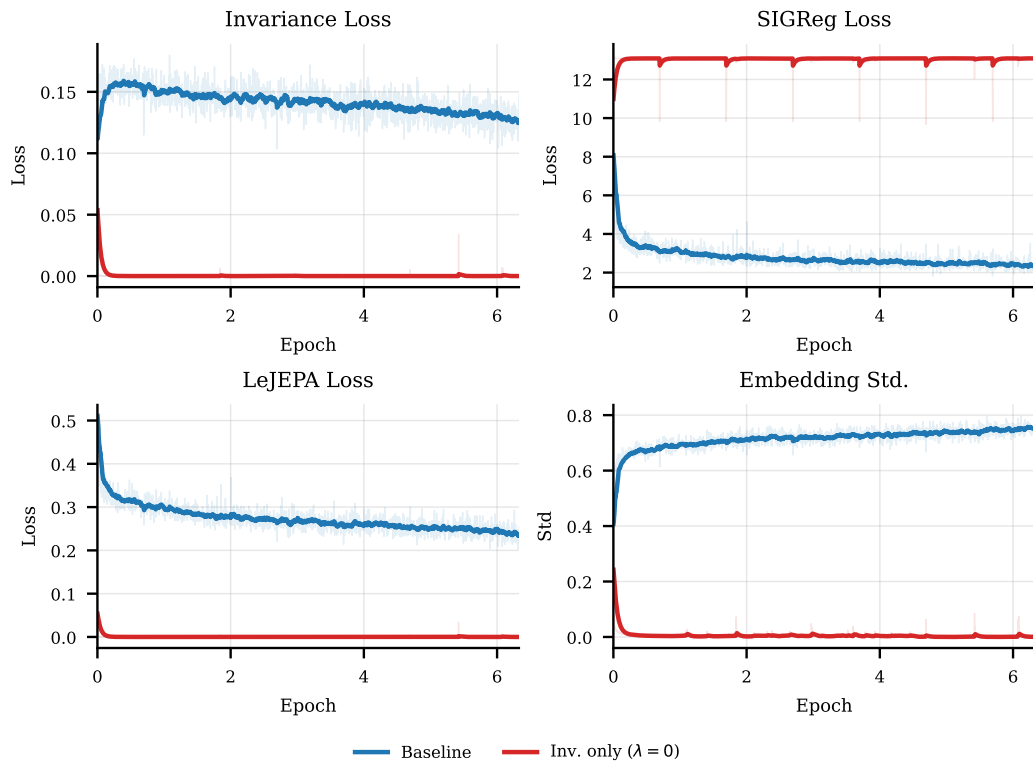 Invariance Loss
SIGReg Loss
Loss
0.15
0.10
0.05
0.00
0
2
4
6
Epoch
Loss
12
10
8
6
4
2
0
2
4
6
Epoch
LeJEPA Loss
Embedding Std.
Loss
0.5
0.4
0.3
0.2
0.1
0.0
0
2
4
6
Epoch
Std
0.8
0.6
0.4
0.2
0.0
0
2
4
6
Epoch
Baseline
Inv. only (λ = 0)